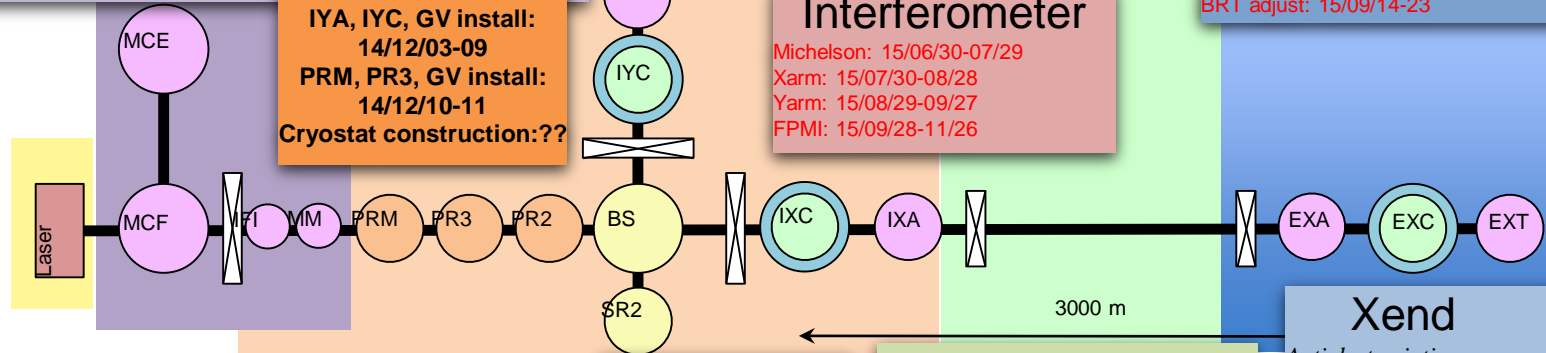 BRT adjust: 15/09/14-23
Interferometer
Michelson: 15/06/30-07/29
Xarm: 15/07/30-08/28
Yarm: 15/08/29-09/27
FPMI: 15/09/28-11/26
IYA, IYC, GV install:
14/12/03-09
PRM, PR3, GV install:
14/12/10-11
Cryostat construction:??
MCE
IYC
Laser
MCF
IFI
MM
PRM
PR3
PR2
BS
IXC
IXA
EXA
EXC
EXT
SR2
3000 m
Xend